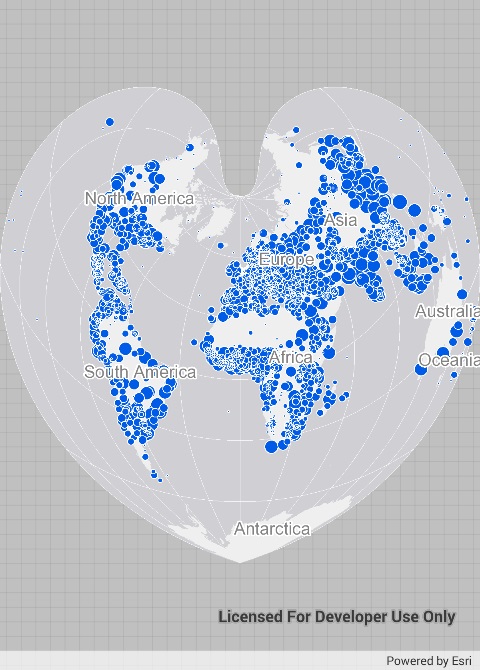 North America
Asia
Europe
Australia
Africa
Oceania
South America
Antarctica
Licensed For Developer Use Only
Powered by Esri